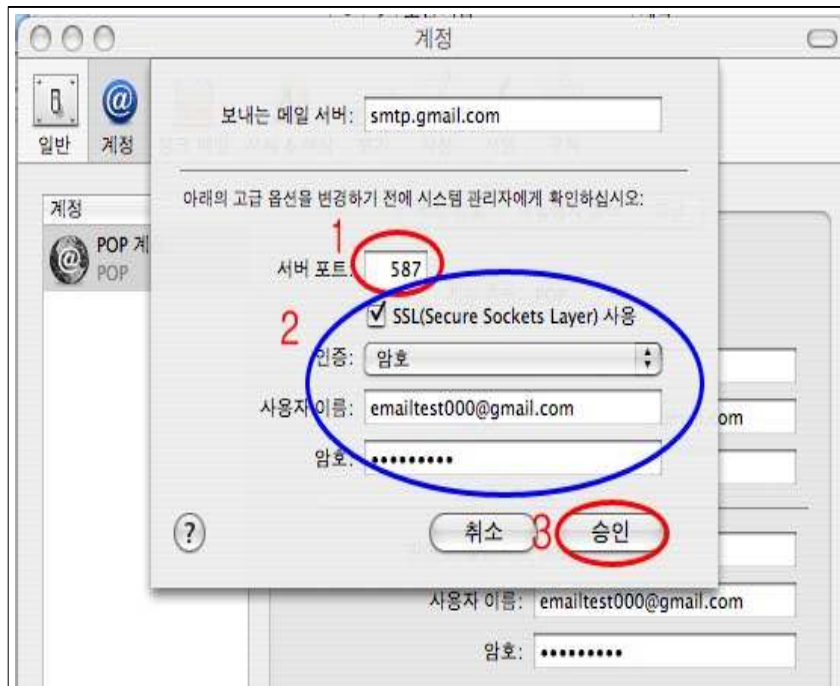 계정
일반
계정
보내는 메일 서버: smtp.gmail.com
아래의 고급 옵션을 변경하기 전에 시스템 관리자에게 확인하십시오:
계정
POP 계
POP
1
서버 포트: 587
2
SSL(Secure Sockets Layer) 사용
인증: 암호
사용자 이름: emailtest000@gmail.com
om
암호: •••••••••
?
취소
3
승인
사용자 이름: emailtest000@gmail.com
암호: •••••••••